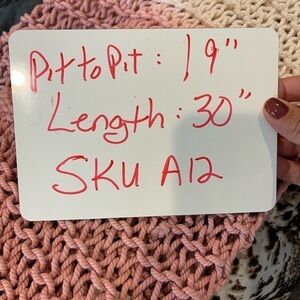 Pit to Pit : 19"
Length : 30"
SKU A12